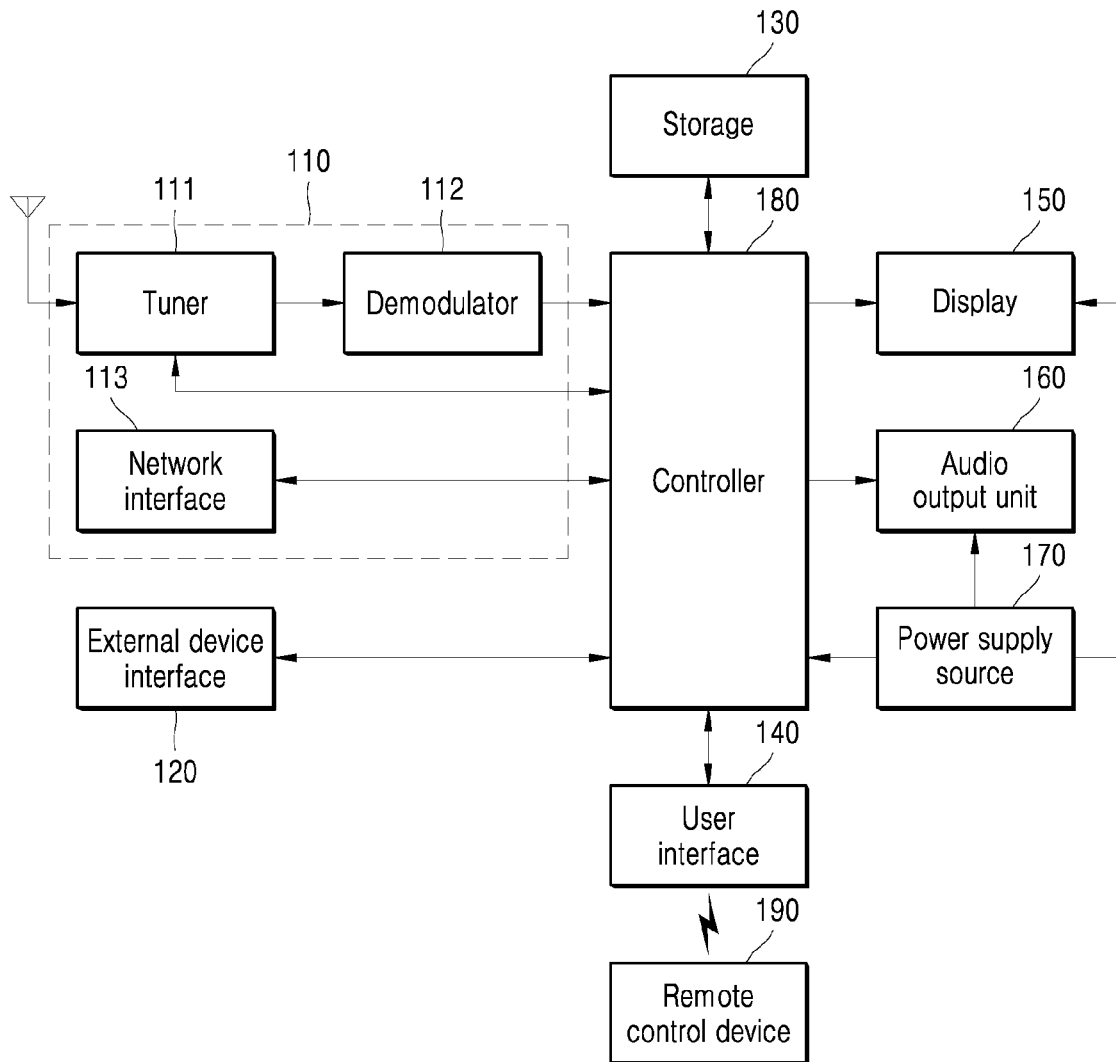 130
Storage
110
111
112
180
150
Tuner
Demodulator
Display
113
160
Network
interface
Controller
Audio
output unit
170
External device
interface
Power supply
source
120
140
User
interface
190
Remote
control device